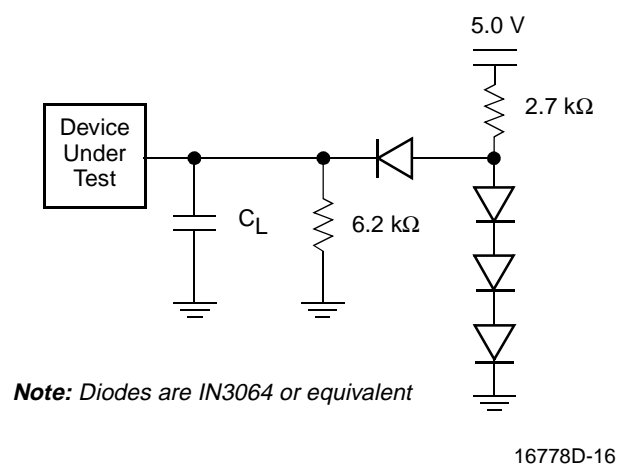 5.0 V
2.7 kΩ
Device
Under
Test
CL
6.2 kΩ
Note: Diodes are IN3064 or equivalent
16778D-16